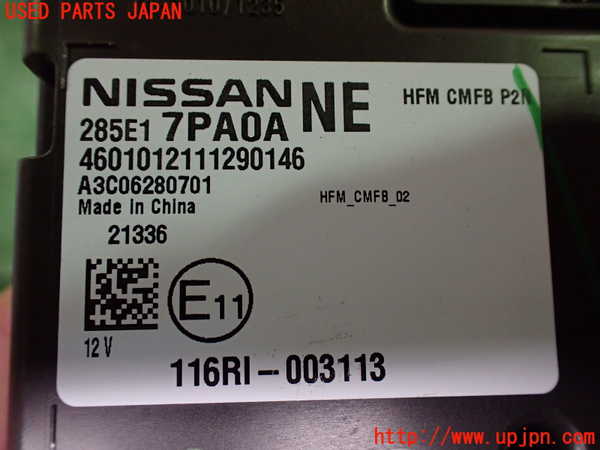 USED PARTS JAPAN
NISSAN NE HFM CMFB P2N
285E1 7PA0A
4601012111290146
A3C06280701
Made in China
HFM_CMFB_02
21336
E11
12 V
116RI-003113
http://www.upjpn.com/